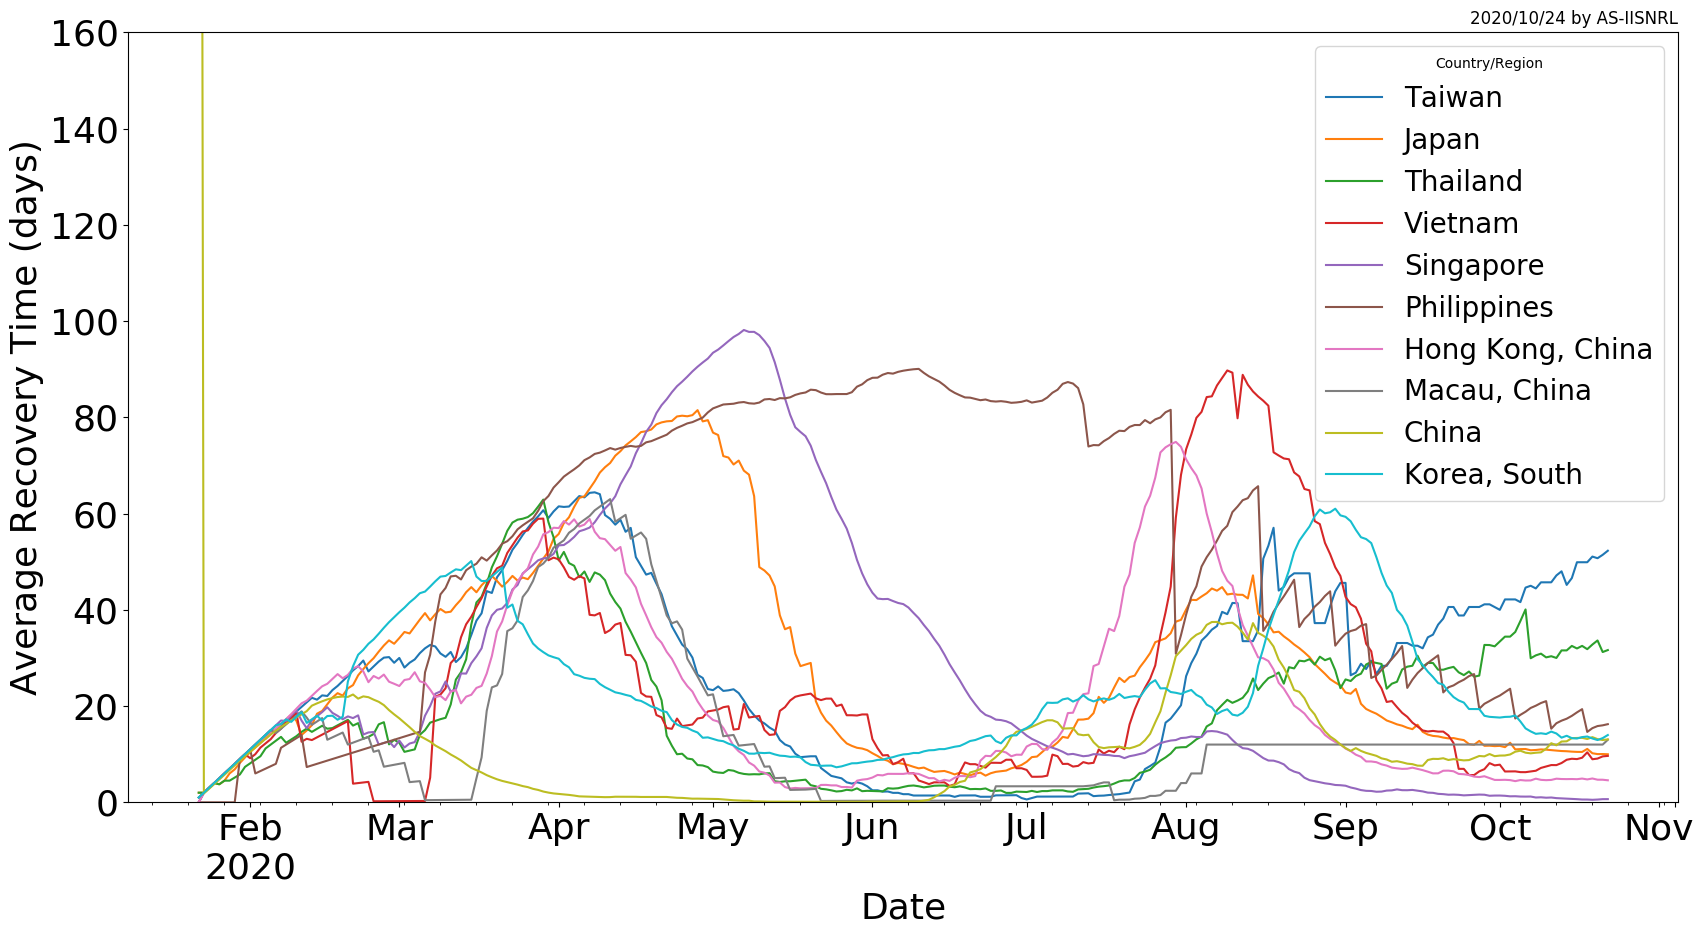 2020/10/24 by AS-IISNRL
160
140
120
100
80
60
40
20
0
Average Recovery Time (days)
Country/Region
Taiwan
Japan
Thailand
Vietnam
Singapore
Philippines
Hong Kong, China
Macau, China
China
Korea, South
Feb Mar Apr May Jun Jul Aug Sep Oct Nov
2020
Date